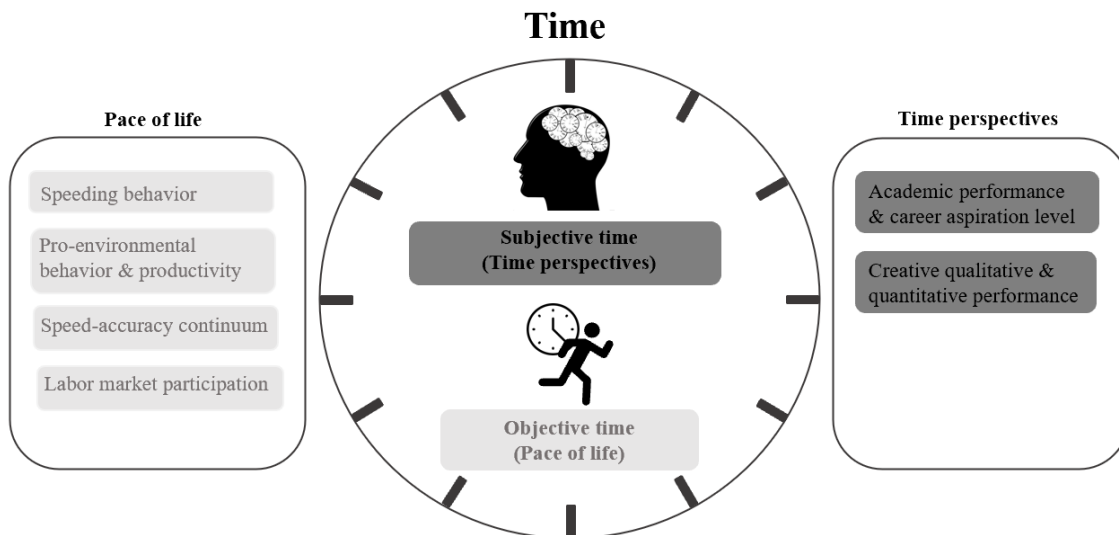 Time
Pace of life
Speeding behavior
Pro-environmental
behavior & productivity
Speed-accuracy continuum
Labor market participation
Subjective time
(Time perspectives)
Objective time
(Pace of life)
Time perspectives
Academic performance
& career aspiration level
Creative qualitative &
quantitative performance